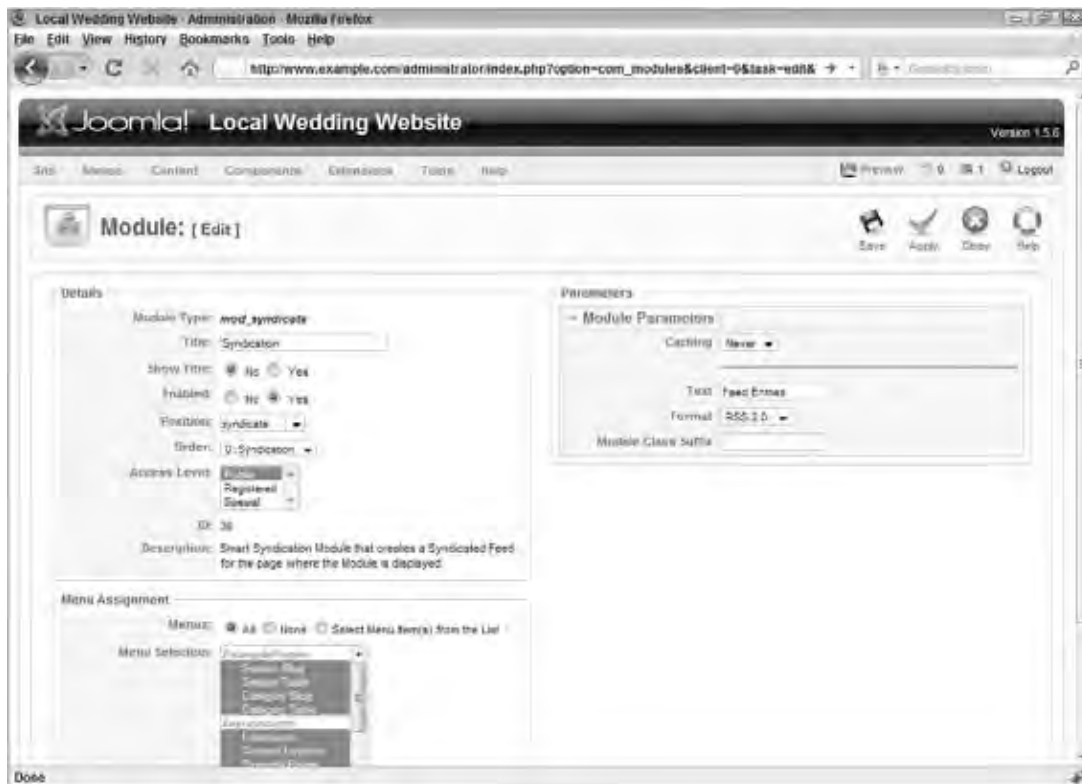 Local Wedding Website - Administration - Mozilla Firefox
File Edit View History Bookmarks Tools Help
http://www.example.com/administrator/index.php?option=com_modules&client=0&task=edit&
Joomla! Local Wedding Website
Version 1.5.6
Site Menus Content Components Extensions Tools Help
Preview 0 1 Logout
Module: [ Edit ]
Save Apply Close Help
Details
Module Type: mod_syndicate
Title: Syndication
Show Title: No Yes
Enabled: No Yes
Position: syndicate
Order: 0::Syndication
Access Level: Public
Registered
Special
ID:
Description: Smart Syndication Module that creates a Syndicated Feed
for the page where the Module is displayed
Menu Assignment
Menus: All None Select Menu Item(s) from the List
Menu Selection:
Section Blog
Section Table
Category Blog
Parameters
Module Parameters
Caching Never
Text Feed Entries
Format RSS 2.0
Module Class Suffix
Done